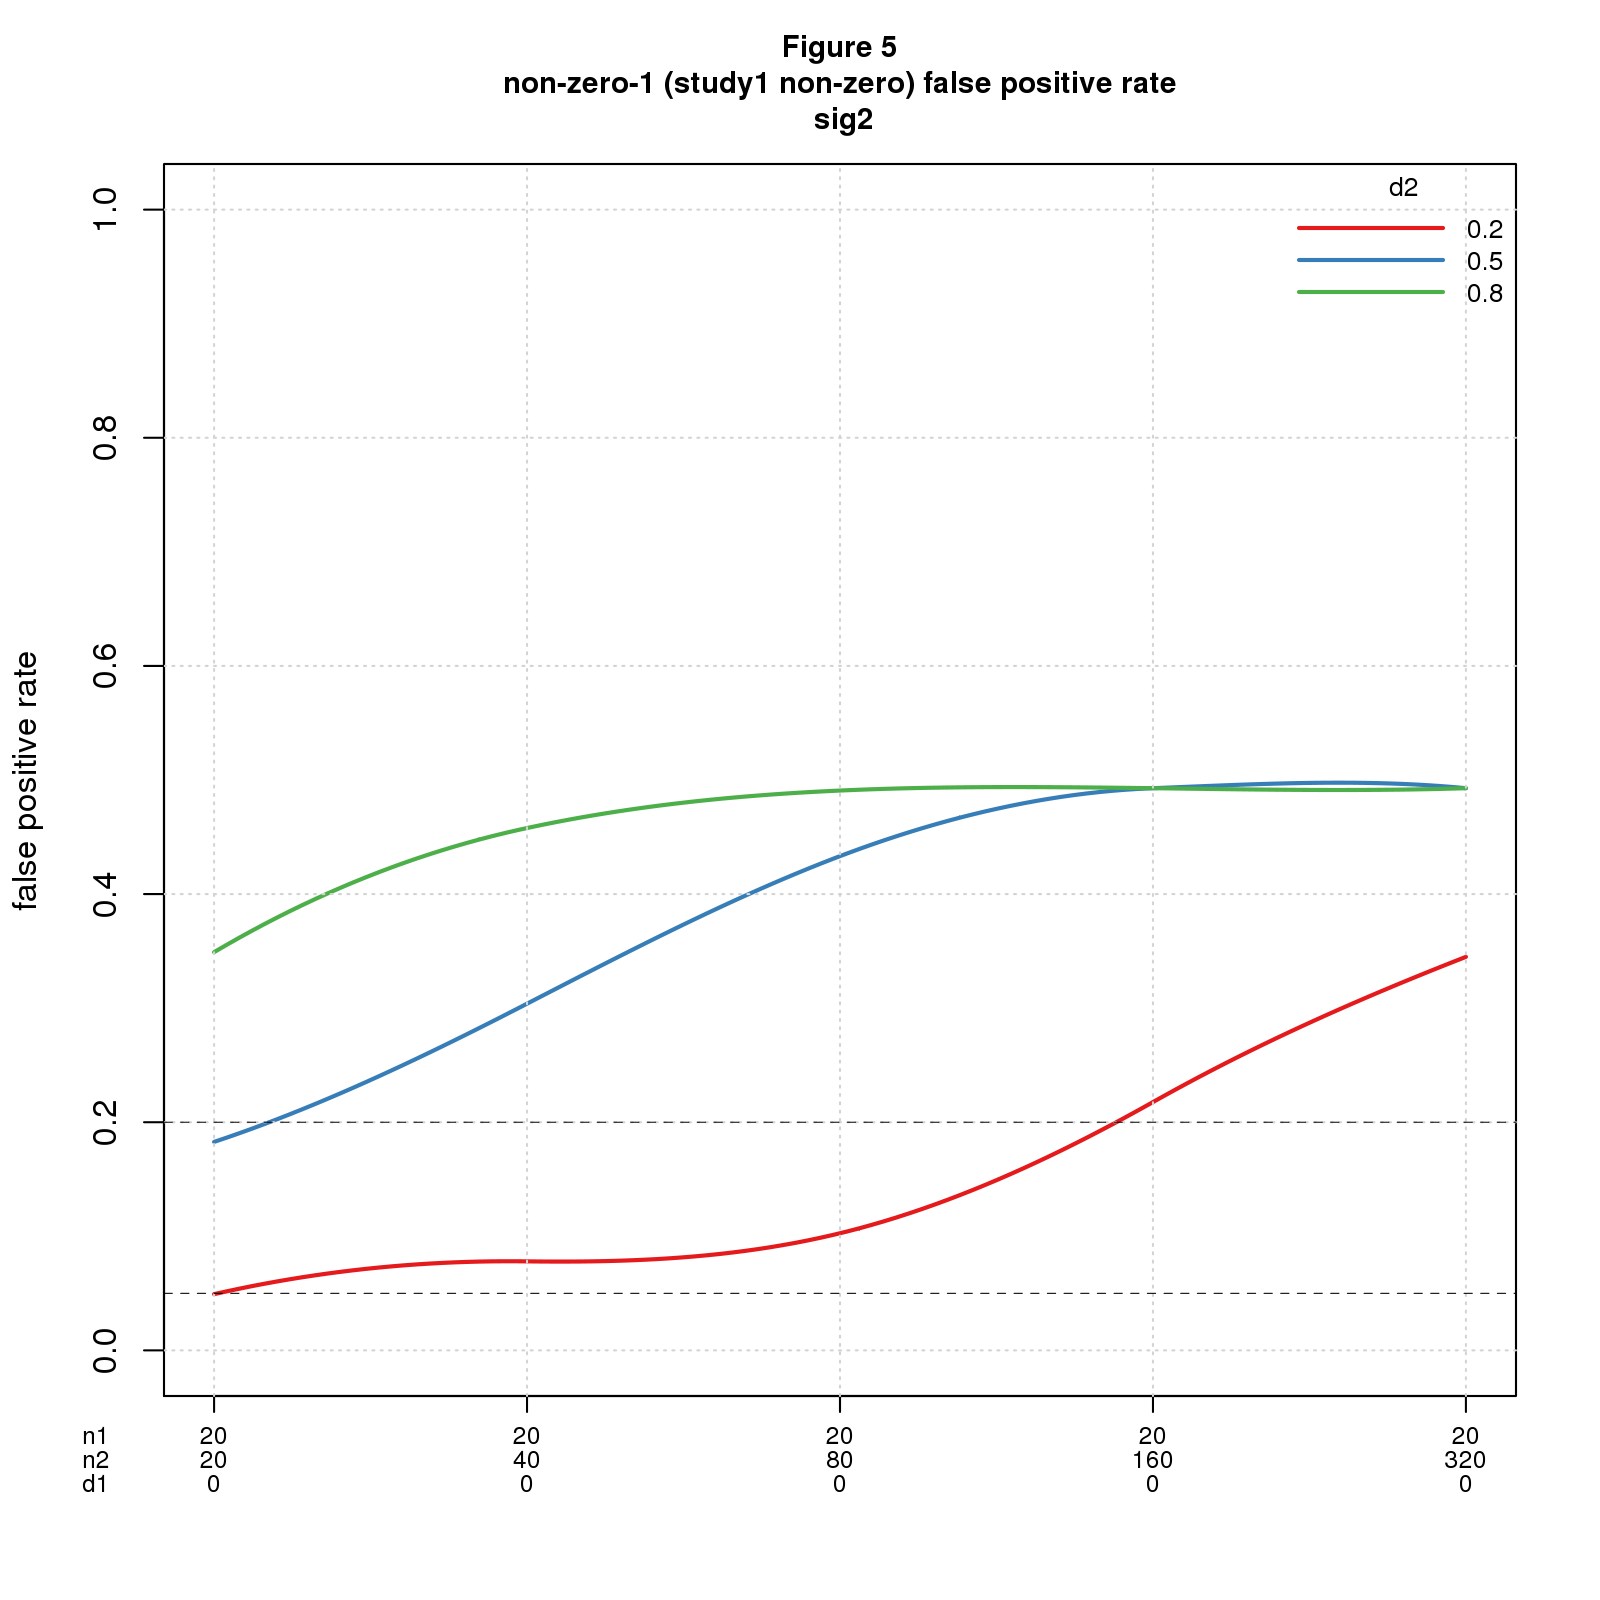 Figure 5
non-zero-1 (study1 non-zero) false positive rate
sig2
d2
0.2
0.5
0.8
false positive rate
1.0
0.8
0.6
0.4
0.2
0.0
n1 20 20 20 20 20
n2 20 40 80 160 320
d1 0 0 0 0 0